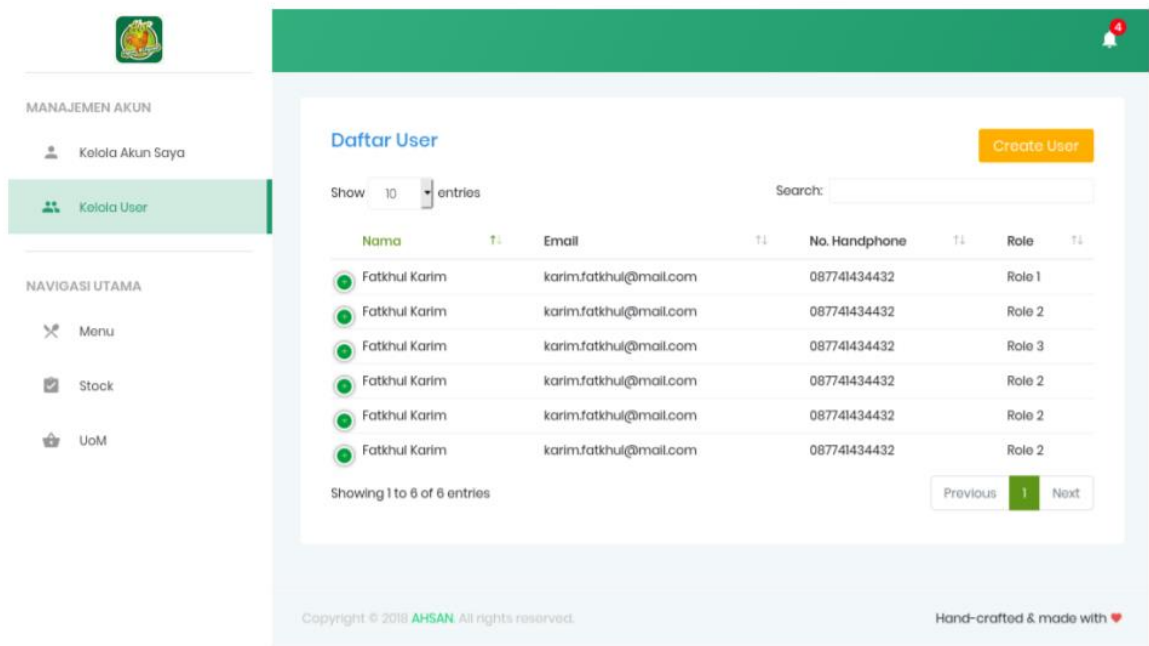 4
MANAJEMEN AKUN
Kelola Akun Saya
Kelola User
NAVIGASI UTAMA
Menu
Stock
UoM
Daftar User
Create User
Show 10 entries
Search:
Nama Email No. Handphone Role
Fatkhul Karim karim.fatkhul@mail.com 087741434432 Role 1
Fatkhul Karim karim.fatkhul@mail.com 087741434432 Role 2
Fatkhul Karim karim.fatkhul@mail.com 087741434432 Role 3
Fatkhul Karim karim.fatkhul@mail.com 087741434432 Role 2
Fatkhul Karim karim.fatkhul@mail.com 087741434432 Role 2
Fatkhul Karim karim.fatkhul@mail.com 087741434432 Role 2
Showing 1 to 6 of 6 entries
Previous 1 Next
Copyright © 2018 AHSAN. All rights reserved.
Hand-crafted & made with